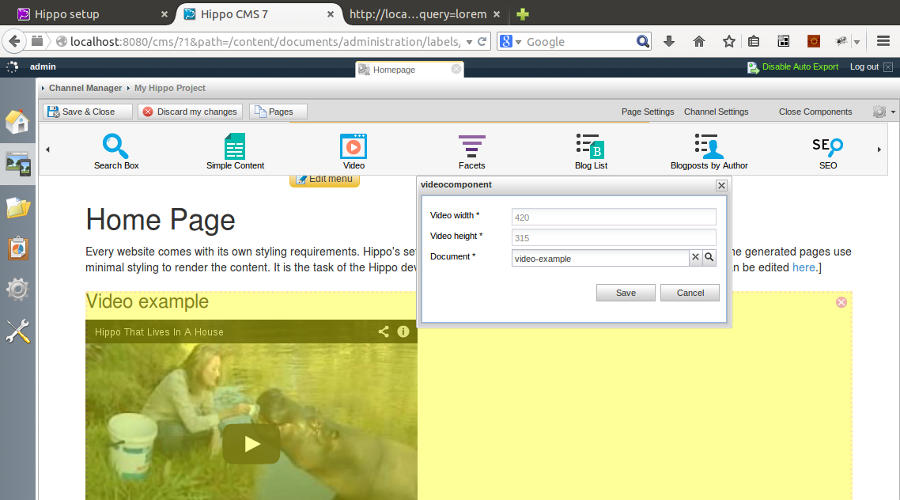 Hippo setup
Hippo CMS 7
http://loca...query=lorem
localhost:8080/cms/?1&path=/content/documents/administration/labels,
Google
admin
Homepage
Disable Auto Export
Log out
Channel Manager
My Hippo Project
Save & Close
Discard my changes
Pages
Page Settings
Channel Settings
Close Components
Search Box
Simple Content
Video
Facets
Blog List
Blogposts by Author
SEO
Edit menu
videocomponent
Video width *
420
Video height *
315
Document *
video-example
Save
Cancel
Home Page
Every website comes with its own styling requirements. Hippo's se
ne generated pages use
minimal styling to render the content. It is the task of the Hippo dev
an be edited here.]
Video example
Hippo That Lives In A House